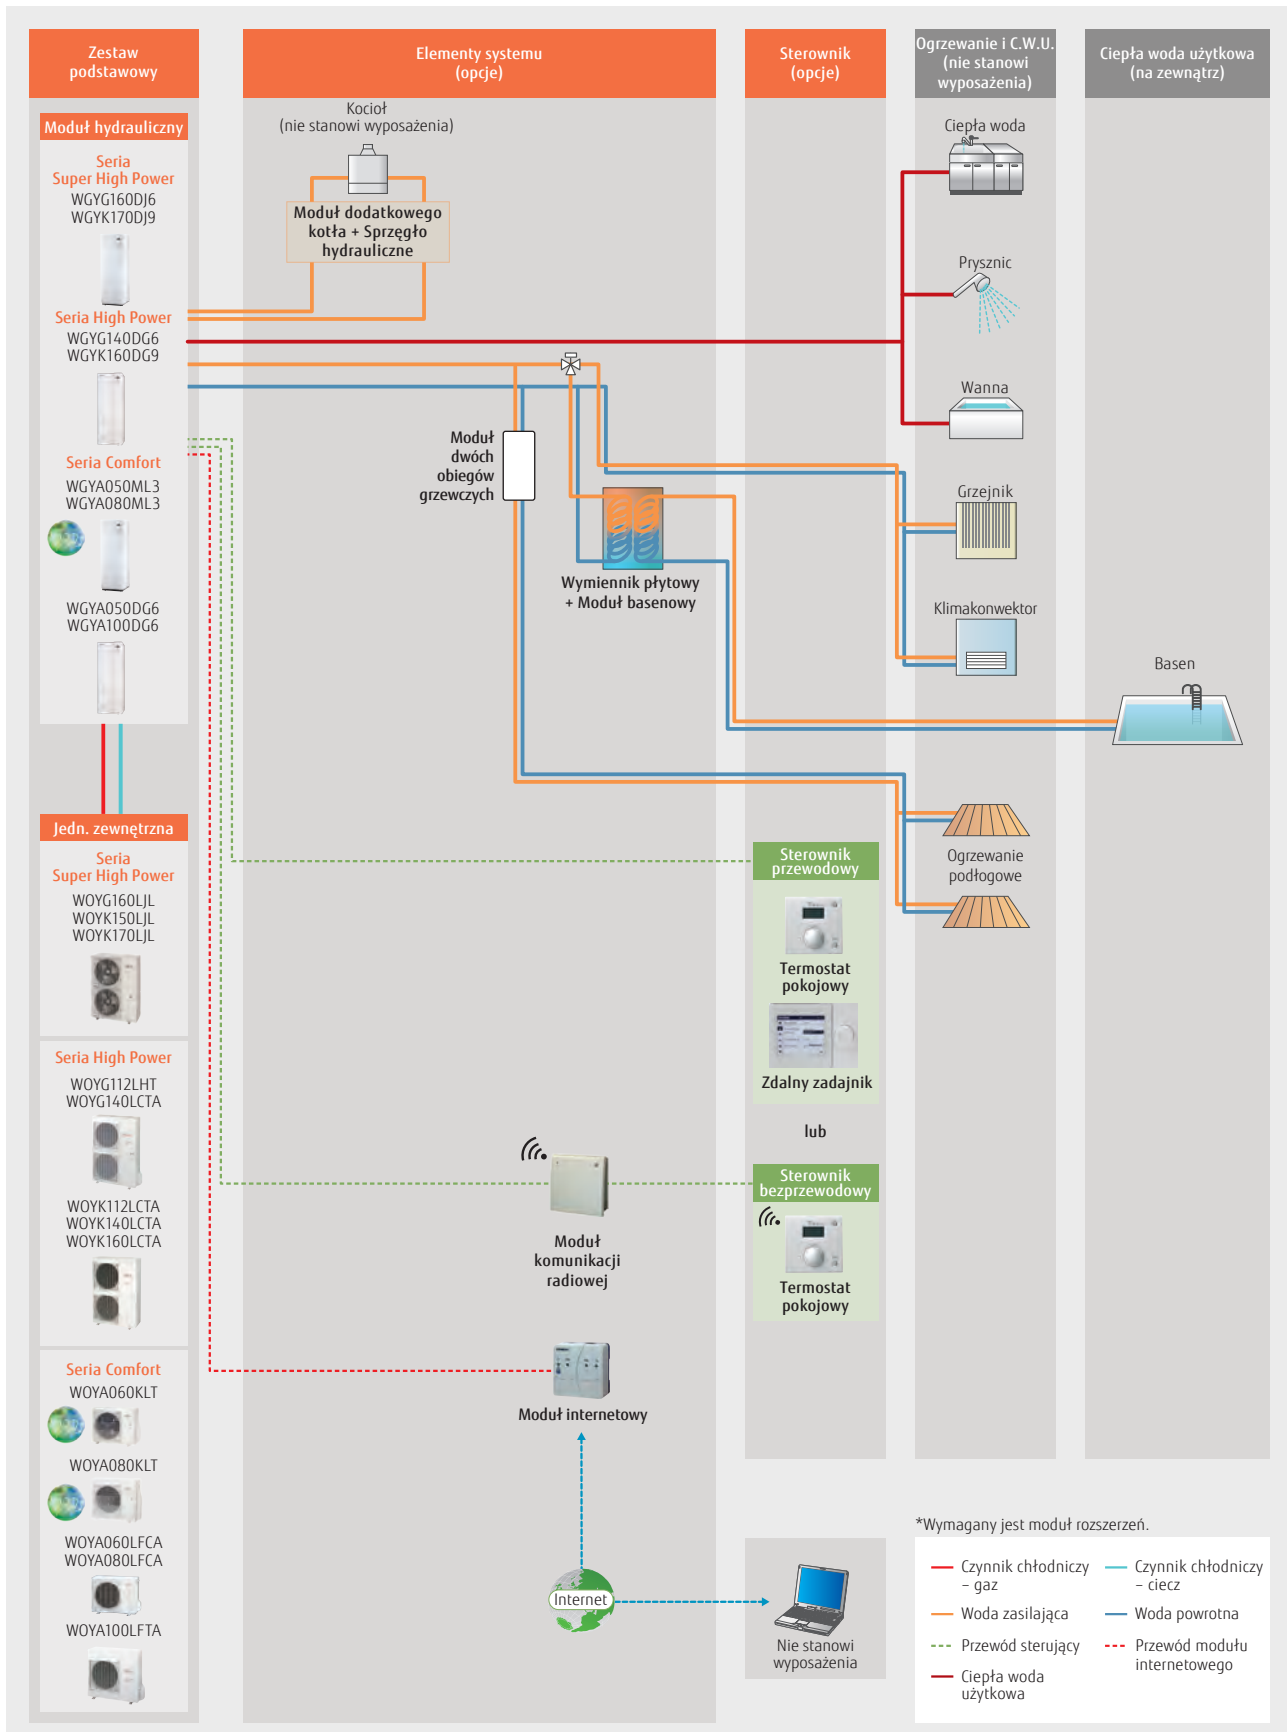 Zestaw
podstawowy
Elementy systemu
(opcje)
Sterownik
(opcje)
Ogrzewanie i C.W.U.
(nie stanowi
wyposażenia)
Ciepła woda użytkowa
(na zewnątrz)
Moduł hydrauliczny
Seria
Super High Power
WGYG160DJ6
WGYK170DJ9
Seria High Power
WGYG140DG6
WGYK160DG9
Seria Comfort
WGYA050ML3
WGYA080ML3
WGYA050DG6
WGYA100DG6
Jedn. zewnętrzna
Seria
Super High Power
WOYG160LJL
WOYK150LJL
WOYK170LJL
Seria High Power
WOYG112LHT
WOYG140LCTA
WOYK112LCTA
WOYK140LCTA
WOYK160LCTA
Seria Comfort
WOYA060KLT
WOYA080KLT
WOYA060LFCA
WOYA080LFCA
WOYA100LFTA
Kocioł
(nie stanowi wyposażenia)
Moduł dodatkowego
kotła + Sprzęgło
hydrauliczne
Moduł
dwóch
obiegów
grzewczych
Wymiennik płytowy
+ Moduł basenowy
Moduł
komunikacji
radiowej
Moduł internetowy
Internet
Sterownik
przewodowy
Termostat
pokojowy
Zdalny zadajnik
lub
Sterownik
bezprzewodowy
Termostat
pokojowy
Nie stanowi
wyposażenia
Ciepła woda
Prysznic
Wanna
Grzejnik
Klimakonwektor
Ogrzewanie
podłogowe
Basen
*Wymagany jest moduł rozszerzeń.
Czynnik chłodniczy
– gaz
Czynnik chłodniczy
– ciecz
Woda zasilająca
Woda powrotna
Przewód sterujący
Przewód modułu
internetowego
Ciepła woda
użytkowa